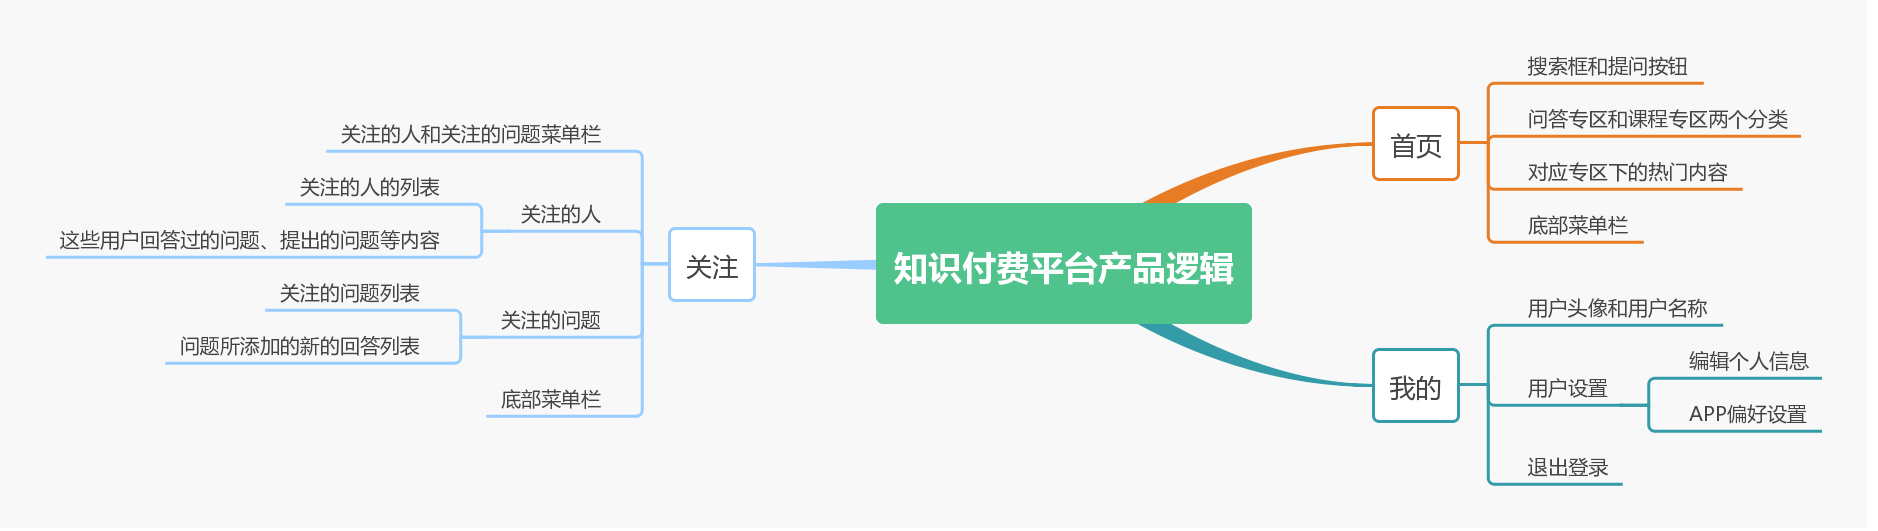 知识付费平台产品逻辑
首页
搜索框和提问按钮
问答专区和课程专区两个分类
对应专区下的热门内容
底部菜单栏
我的
用户头像和用户名称
用户设置
编辑个人信息
APP偏好设置
退出登录
关注
关注的人和关注的问题菜单栏
关注的人
关注的人的列表
这些用户回答过的问题、提出的问题等内容
关注的问题
关注的问题列表
问题所添加的新的回答列表
底部菜单栏